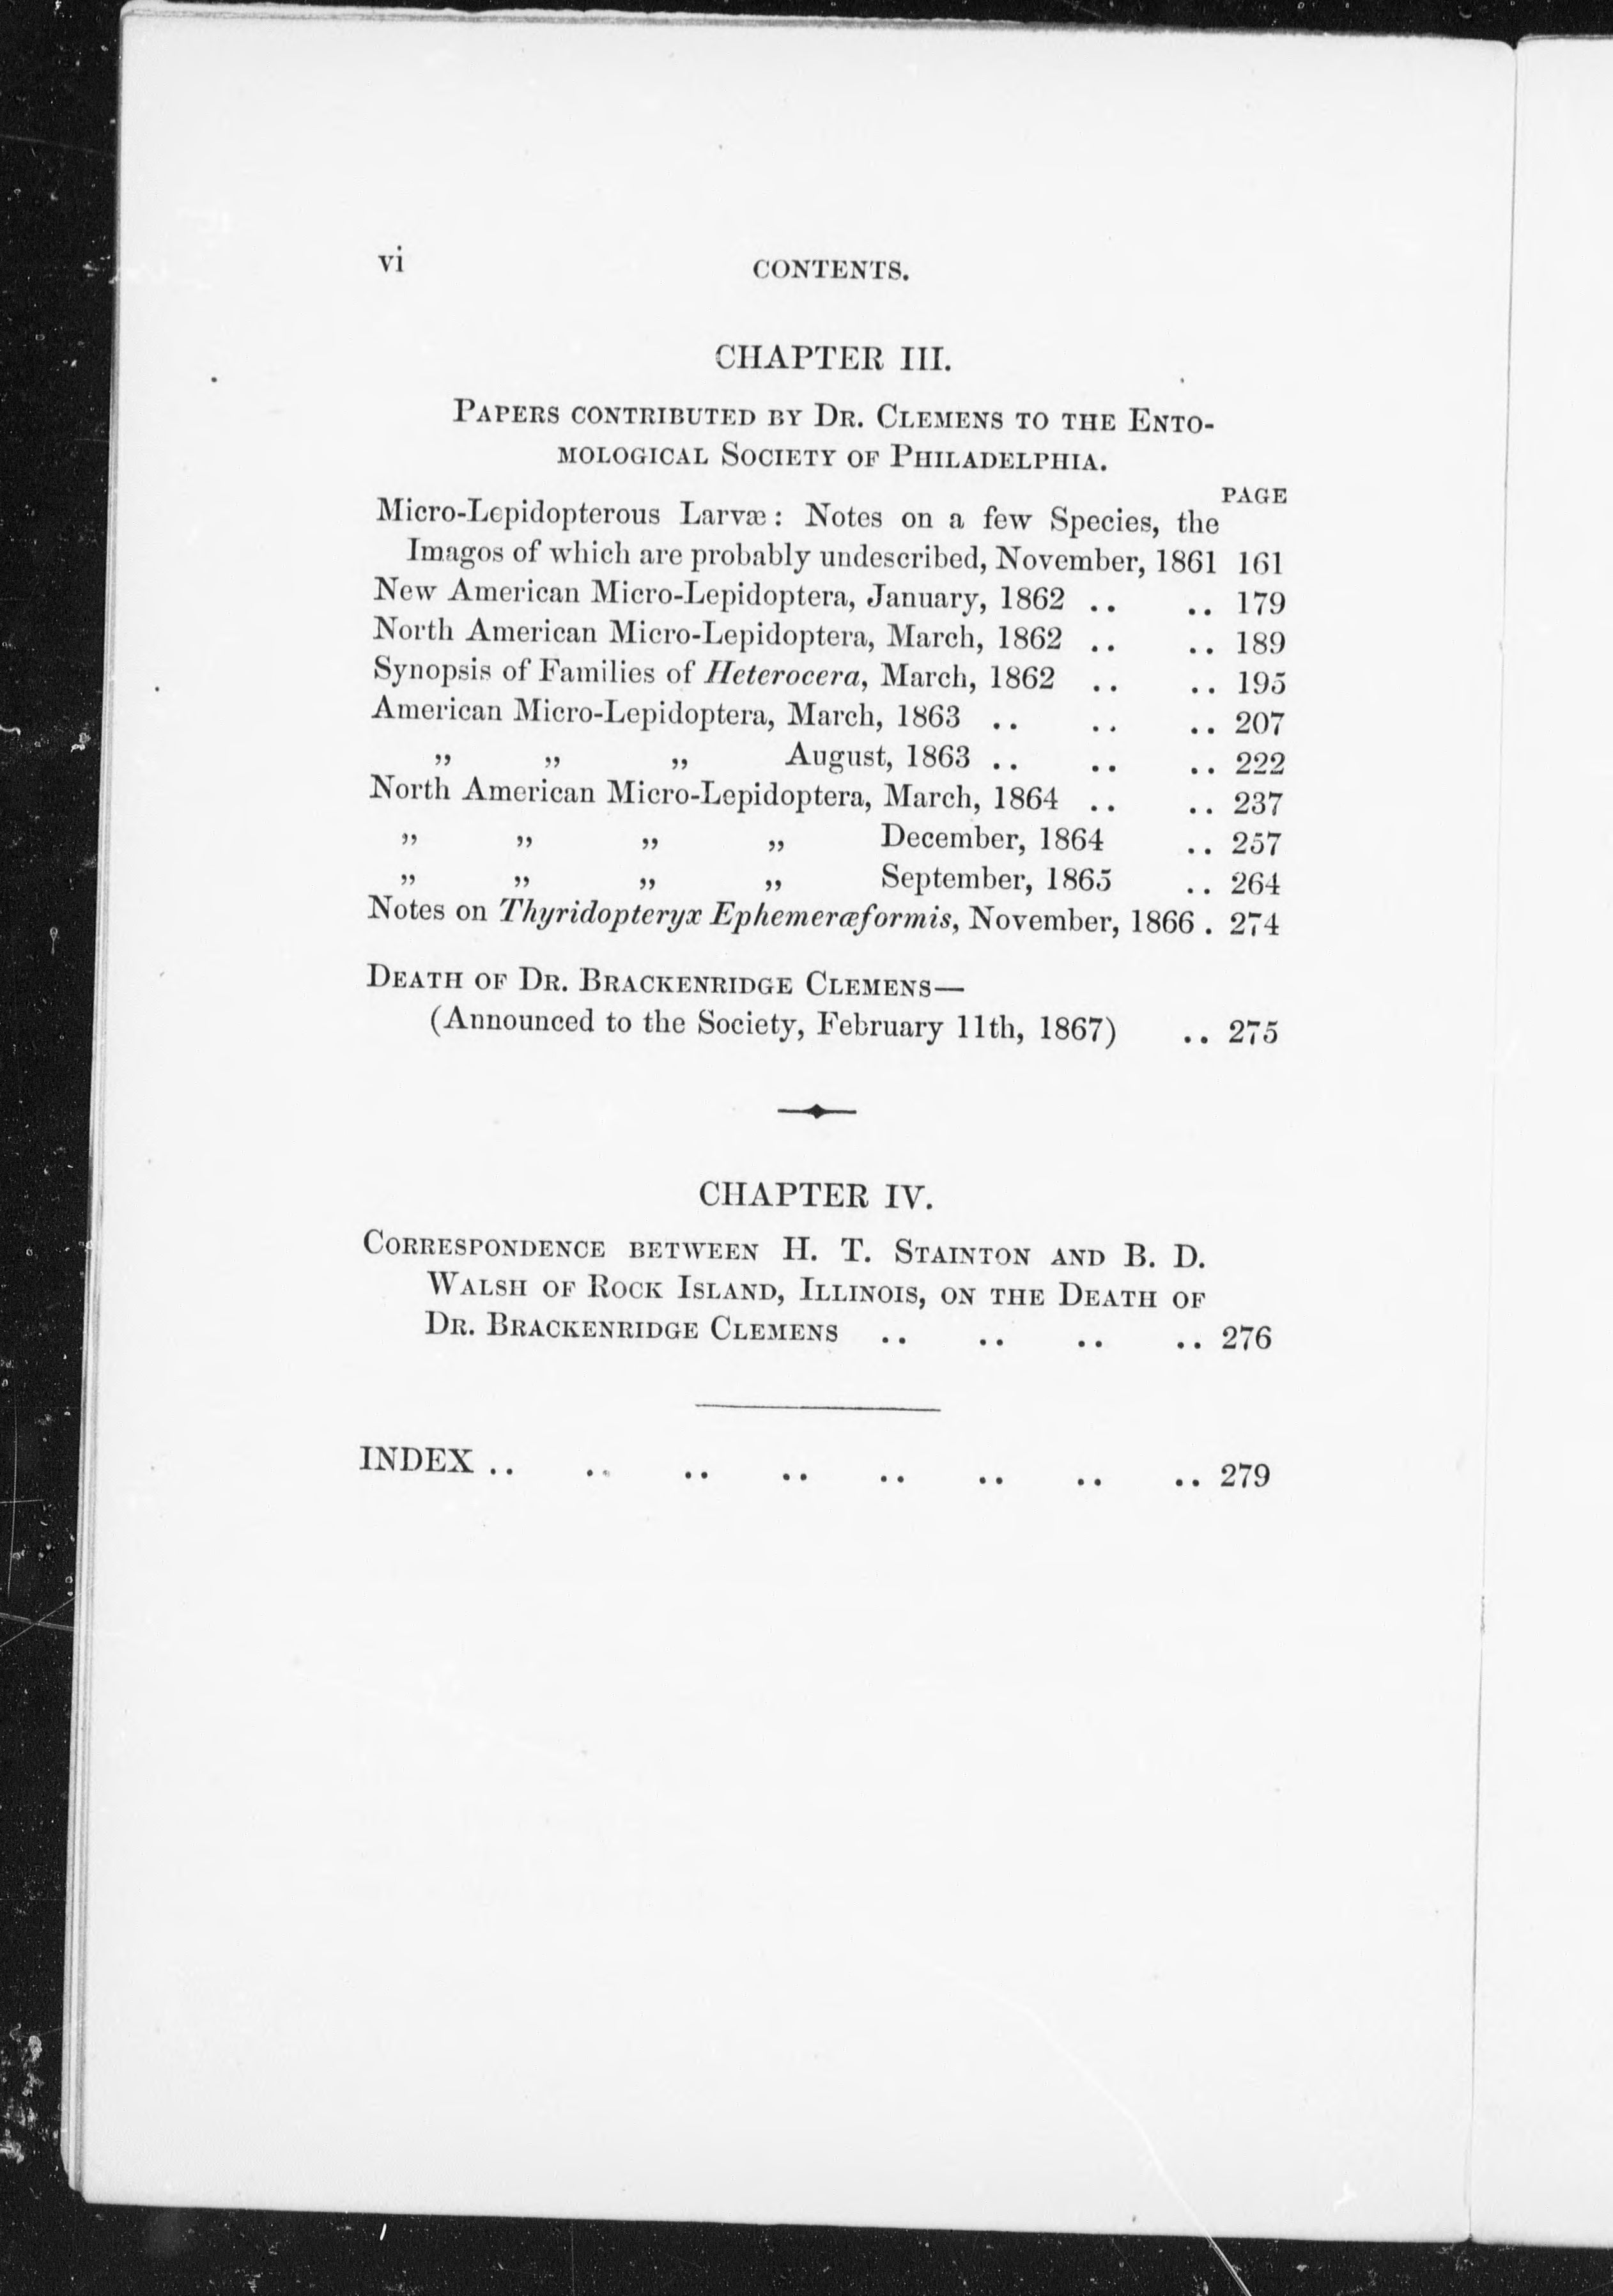 vi CONTENTS.
CHAPTER III.
Papers contributed by Dr. Clemens to the Ento-
mological Society of Philadelphia.
PAGE
Micro-Lepidopterous Larvæ: Notes on a few Species, the
Imagos of which are probably undescribed, November, 1861 161
New American Micro-Lepidoptera, January, 1862 .. .. 179
North American Micro-Lepidoptera, March, 1862 .. .. 189
Synopsis of Families of Heterocera, March, 1862 .. .. 195
American Micro-Lepidoptera, March, 1863 .. .. .. 207
„ „ „ August, 1863 .. .. .. 222
North American Micro-Lepidoptera, March, 1864 .. .. 237
„ „ „ „ December, 1864 .. 257
„ „ „ „ September, 1865 .. 264
Notes on Thyridopteryx Ephemeræformis, November, 1866 . 274
Death of Dr. Brackenridge Clemens—
(Announced to the Society, February 11th, 1867) .. 275
CHAPTER IV.
Correspondence between H. T. Stainton and B. D.
Walsh of Rock Island, Illinois, on the Death of
Dr. Brackenridge Clemens .. .. .. .. 276
INDEX .. .. .. .. .. .. .. .. 279